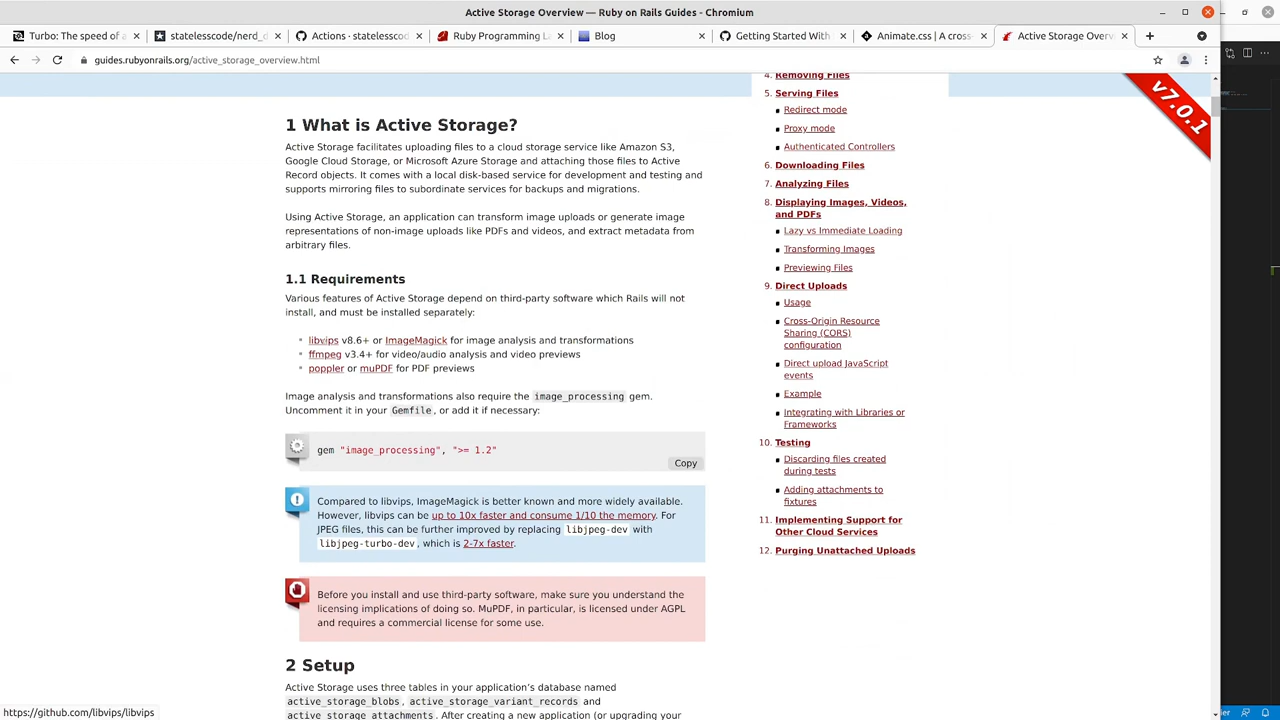 Active Storage Overview — Ruby on Rails Guides - Chromium
Turbo: The speed of a
statelesscode/nerd_d
Actions · statelesscod
Ruby Programming La
Blog
Getting Started With
Animate.css | A cross-
Active Storage Overv
guides.rubyonrails.org/active_storage_overview.html
v7.0.1
1 What is Active Storage?
Active Storage facilitates uploading files to a cloud storage service like Amazon S3,
Google Cloud Storage, or Microsoft Azure Storage and attaching those files to Active
Record objects. It comes with a local disk-based service for development and testing and
supports mirroring files to subordinate services for backups and migrations.
Using Active Storage, an application can transform image uploads or generate image
representations of non-image uploads like PDFs and videos, and extract metadata from
arbitrary files.
1.1 Requirements
Various features of Active Storage depend on third-party software which Rails will not
install, and must be installed separately:
libvips v8.6+ or ImageMagick for image analysis and transformations
ffmpeg v3.4+ for video/audio analysis and video previews
poppler or muPDF for PDF previews
Image analysis and transformations also require the image_processing gem.
Uncomment it in your Gemfile, or add it if necessary:
gem "image_processing", ">= 1.2"
Copy
Compared to libvips, ImageMagick is better known and more widely available.
However, libvips can be up to 10x faster and consume 1/10 the memory. For
JPEG files, this can be further improved by replacing libjpeg-dev with
libjpeg-turbo-dev, which is 2-7x faster.
Before you install and use third-party software, make sure you understand the
licensing implications of doing so. MuPDF, in particular, is licensed under AGPL
and requires a commercial license for some use.
2 Setup
Active Storage uses three tables in your application's database named
active_storage_blobs, active_storage_variant_records and
active_storage_attachments. After creating a new application (or upgrading your
4. Removing Files
5. Serving Files
Redirect mode
Proxy mode
Authenticated Controllers
6. Downloading Files
7. Analyzing Files
8. Displaying Images, Videos,
and PDFs
Lazy vs Immediate Loading
Transforming Images
Previewing Files
9. Direct Uploads
Usage
Cross-Origin Resource
Sharing (CORS)
configuration
Direct upload JavaScript
events
Example
Integrating with Libraries or
Frameworks
10. Testing
Discarding files created
during tests
Adding attachments to
fixtures
11. Implementing Support for
Other Cloud Services
12. Purging Unattached Uploads
https://github.com/libvips/libvips